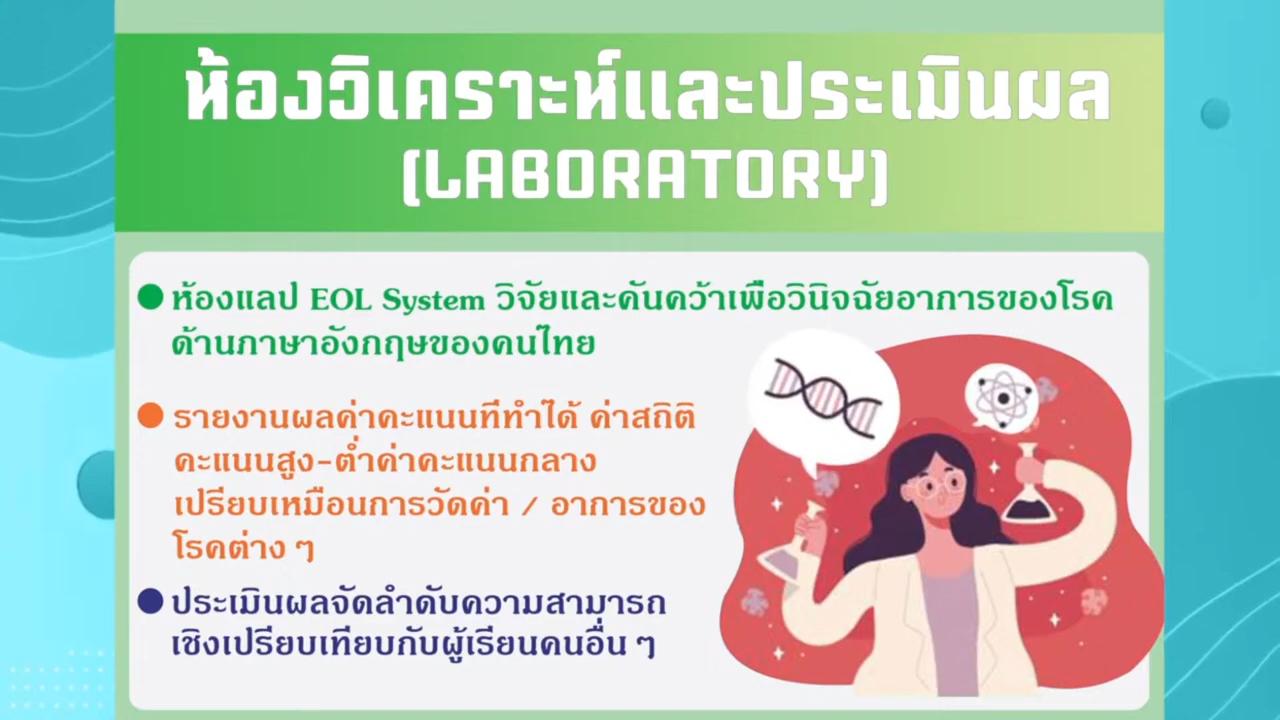 ห้องวิเคราะห์และประเมินผล
(LABORATORY)
ห้องแลป EOL System วิจัยและค้นคว้าเพื่อวินิจฉัยอาการของโรค
ด้านภาษาอังกฤษของคนไทย
รายงานผลค่าคะแนนที่ทำได้ ค่าสถิติ
คะแนนสูง-ต่ำค่าคะแนนกลาง
เปรียบเหมือนการวัดค่า / อาการของ
โรคต่าง ๆ
ประเมินผลจัดลำดับความสามารถ
เชิงเปรียบเทียบกับผู้เรียนคนอื่น ๆ